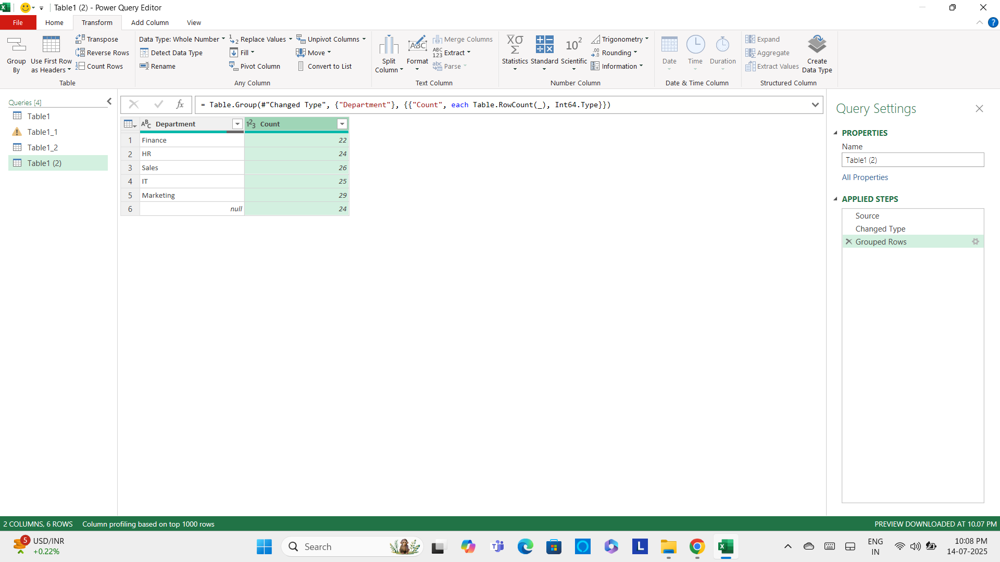 Table1 (2) - Power Query Editor
File
Home
Transform
Add Column
View
?
Group By
Use First Row as Headers
Transpose
Reverse Rows
Count Rows
Table
Data Type: Whole Number
Detect Data Type
Rename
Replace Values
Fill
Pivot Column
Unpivot Columns
Move
Convert to List
Any Column
Split Column
Format
Merge Columns
Extract
Parse
Text Column
Statistics
Standard
Scientific
Trigonometry
Rounding
Information
Number Column
Date
Time
Duration
Date & Time Column
Expand
Aggregate
Extract Values
Create Data Type
Structured Column
Queries [4]
Table1
Table1_1
Table1_2
Table1 (2)
fx
= Table.Group(#"Changed Type", {"Department"}, {{"Count", each Table.RowCount(_), Int64.Type}})
Department Count
1 Finance 22
2 HR 24
3 Sales 26
4 IT 25
5 Marketing 29
6 null 24
Query Settings
PROPERTIES
Name
Table1 (2)
All Properties
APPLIED STEPS
Source
Changed Type
Grouped Rows
2 COLUMNS, 6 ROWS
Column profiling based on top 1000 rows
PREVIEW DOWNLOADED AT 10.07 PM
5
USD/INR
+0.22%
Search
L
ENG
IN
10:08 PM
14-07-2025